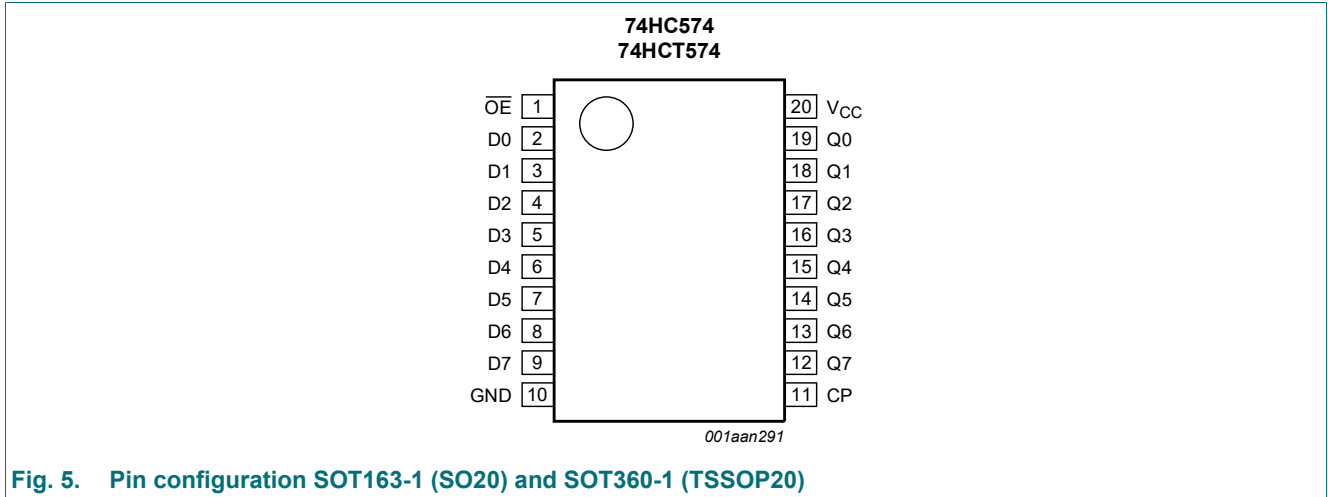 74HC574
74HCT574
OE 1 20 VCC
D0 2 19 Q0
D1 3 18 Q1
D2 4 17 Q2
D3 5 16 Q3
D4 6 15 Q4
D5 7 14 Q5
D6 8 13 Q6
D7 9 12 Q7
GND 10 11 CP
001aan291
Fig. 5. Pin configuration SOT163-1 (SO20) and SOT360-1 (TSSOP20)